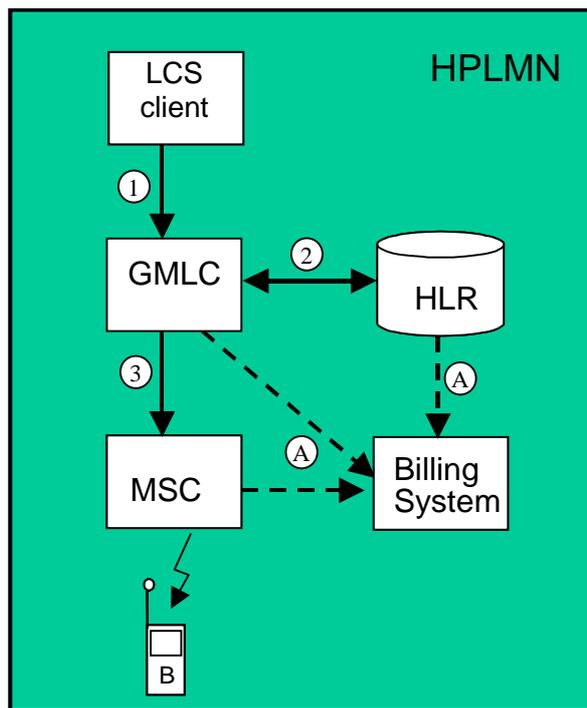 HPLMN
LCS
client
1
GMLC
2
HLR
3
A
A
MSC
Billing
System
B